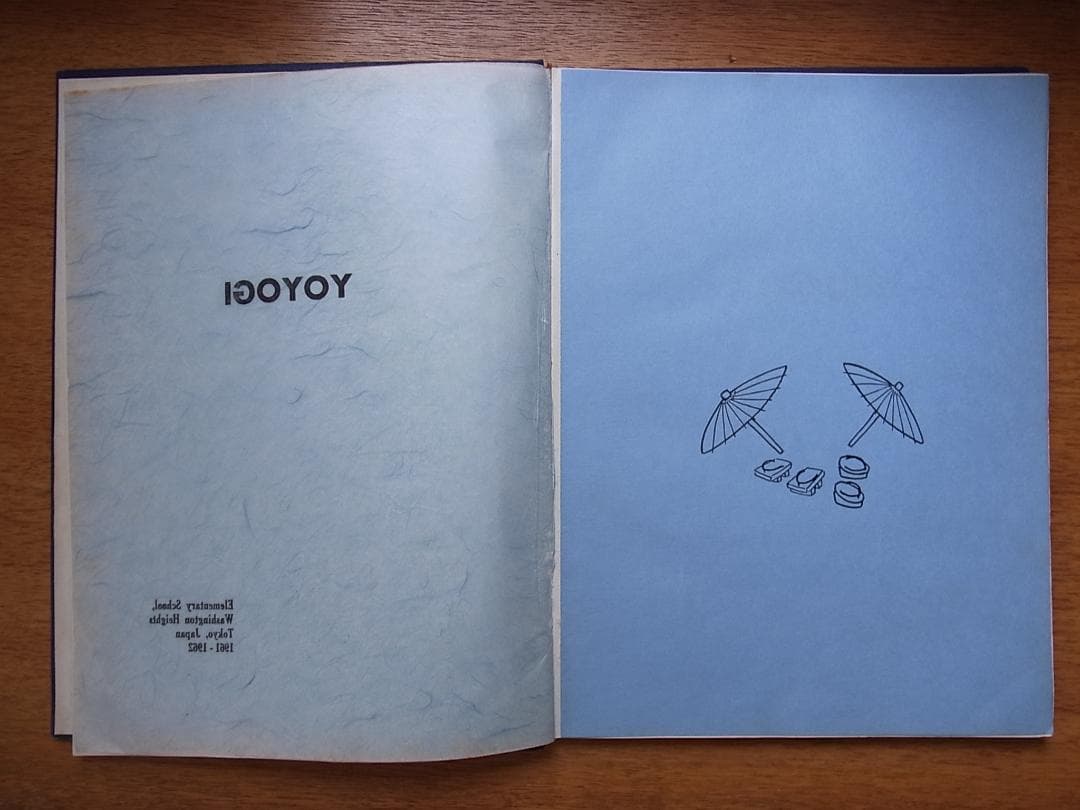 YOYOGI
Elementary School,
Washington Heights
Tokyo, Japan
1961 - 1962